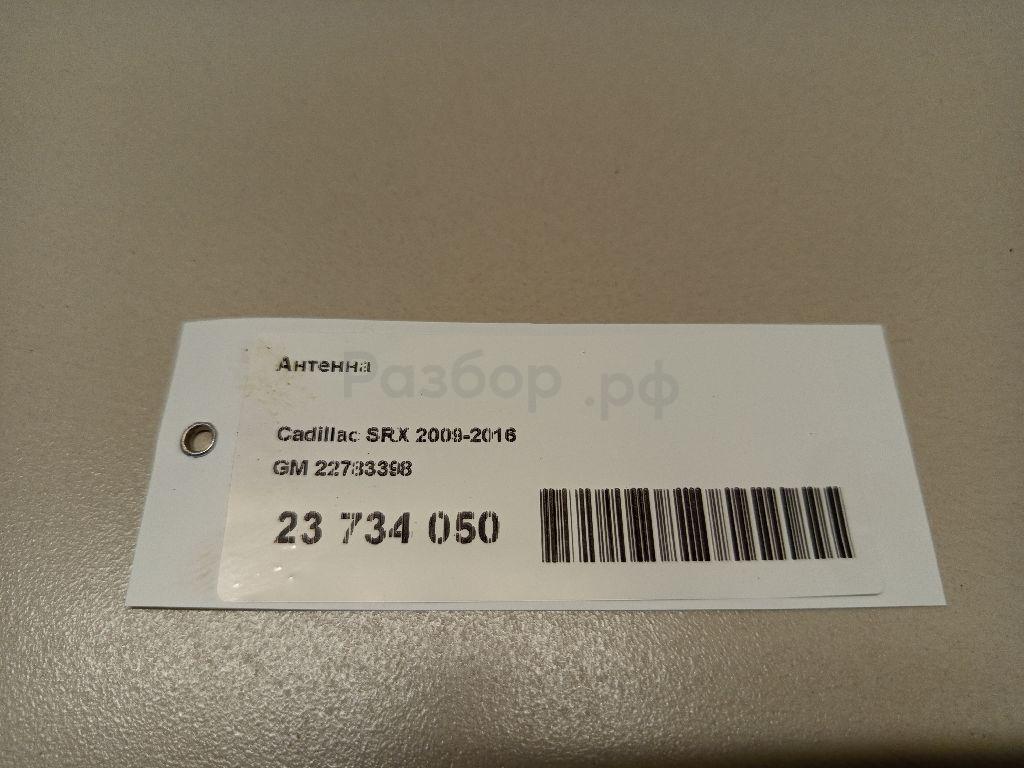 Антенна
Разбор .рф
Cadillac SRX 2009-2016
GM 22783398
23 734 050